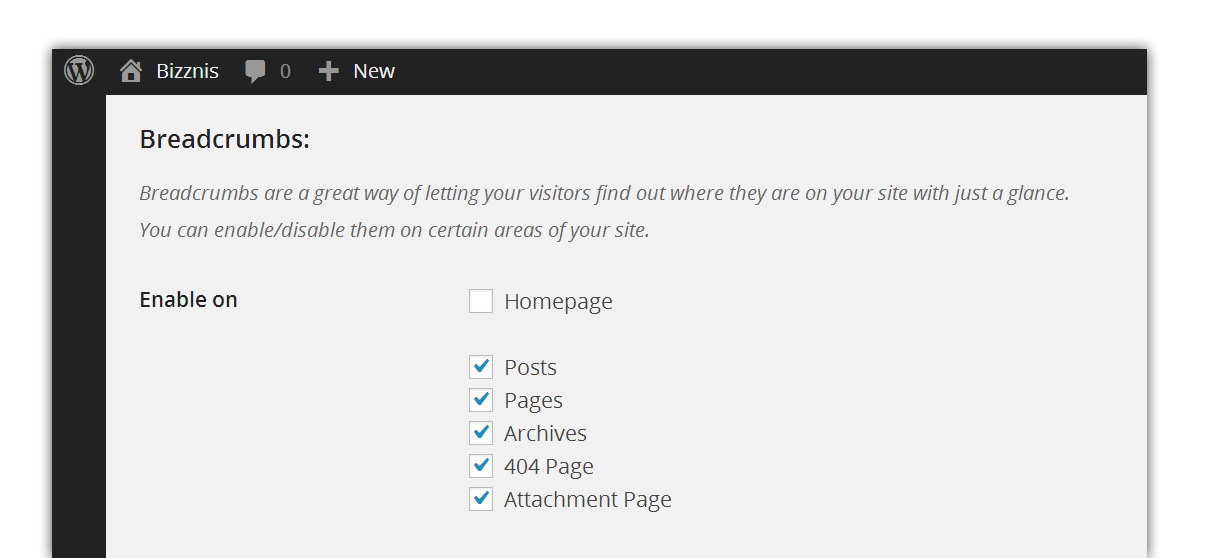 Bizznis 0 New
Breadcrumbs:
Breadcrumbs are a great way of letting your visitors find out where they are on your site with just a glance.
You can enable/disable them on certain areas of your site.
Enable on Homepage
Posts
Pages
Archives
404 Page
Attachment Page